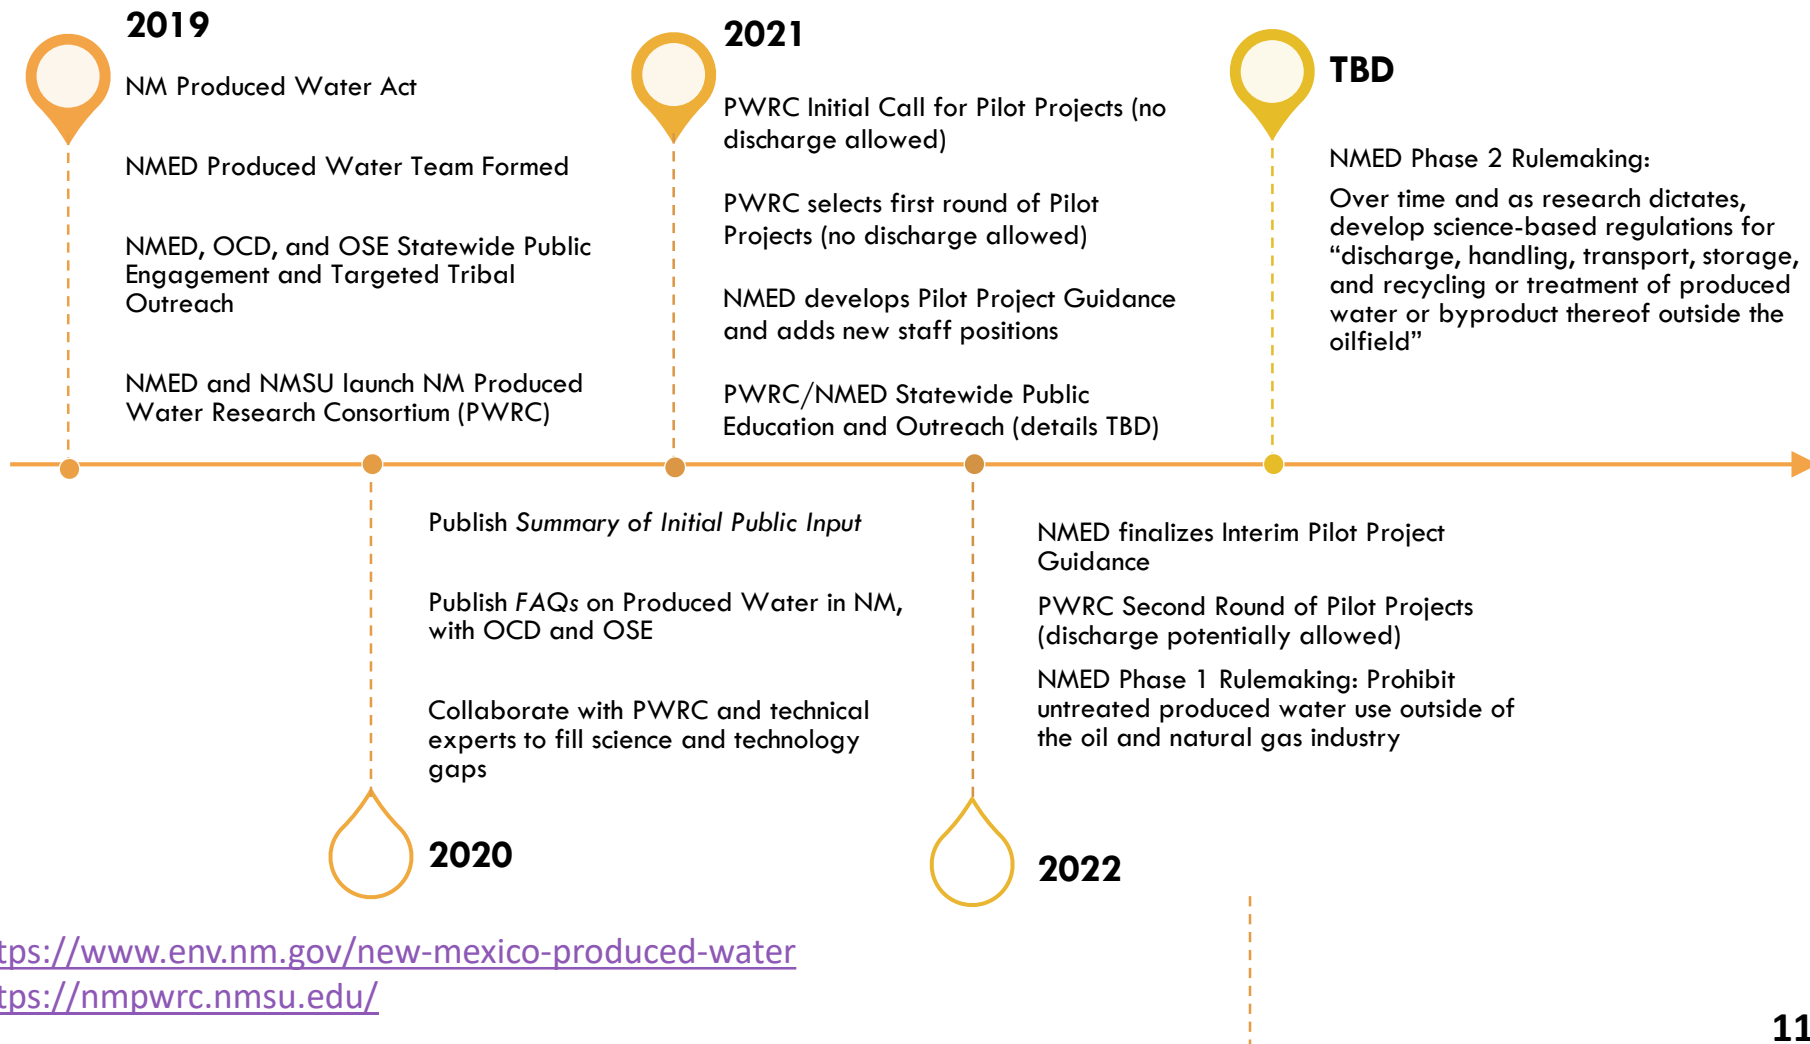 2019
NM Produced Water Act
NMED Produced Water Team Formed
NMED, OCD, and OSE Statewide Public
Engagement and Targeted Tribal
Outreach
NMED and NMSU launch NM Produced
Water Research Consortium (PWRC)
2021
PWRC Initial Call for Pilot Projects (no
discharge allowed)
PWRC selects first round of Pilot
Projects (no discharge allowed)
NMED develops Pilot Project Guidance
and adds new staff positions
PWRC/NMED Statewide Public
Education and Outreach (details TBD)
TBD
NMED Phase 2 Rulemaking:
Over time and as research dictates,
develop science-based regulations for
“discharge, handling, transport, storage,
and recycling or treatment of produced
water or byproduct thereof outside the
oilfield”
Publish Summary of Initial Public Input
Publish FAQs on Produced Water in NM,
with OCD and OSE
Collaborate with PWRC and technical
experts to fill science and technology
gaps
2020
NMED finalizes Interim Pilot Project
Guidance
PWRC Second Round of Pilot Projects
(discharge potentially allowed)
NMED Phase 1 Rulemaking: Prohibit
untreated produced water use outside of
the oil and natural gas industry
2022
tps://www.env.nm.gov/new-mexico-produced-water
tps://nmpwrc.nmsu.edu/
11